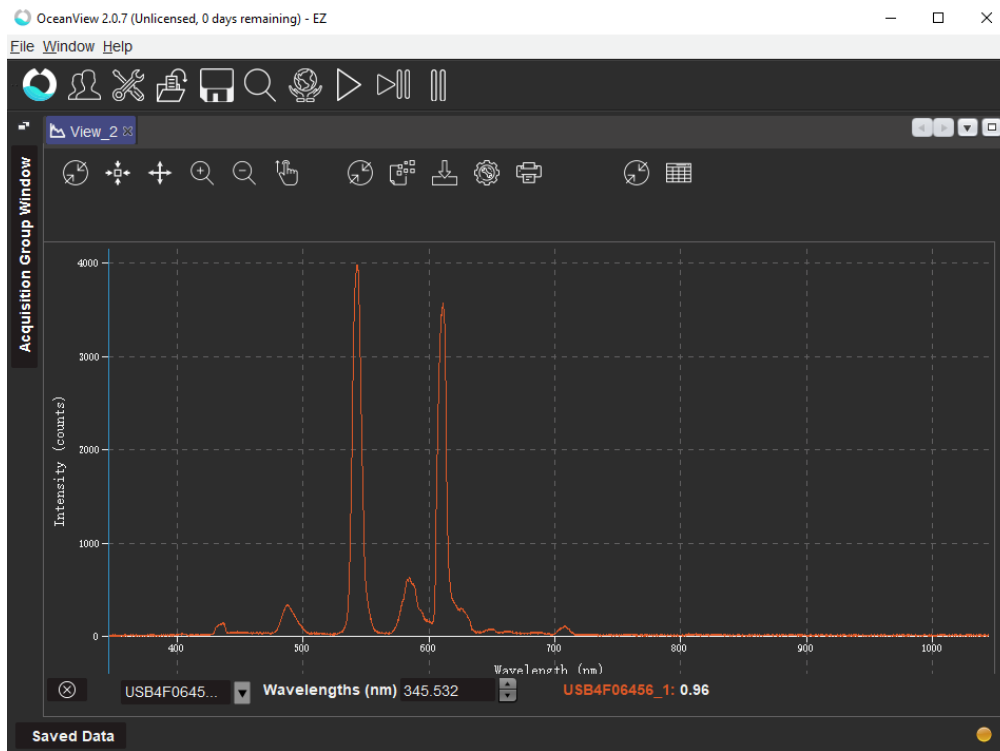 OceanView 2.0.7 (Unlicensed, 0 days remaining) - EZ
File Window Help
View_2
Acquisition Group Window
4000
3000
2000
1000
0
Intensity (counts)
400 500 600 700 800 900 1000
Wavelength (nm)
USB4F0645... Wavelengths (nm) 345.532 USB4F06456_1: 0.96
Saved Data